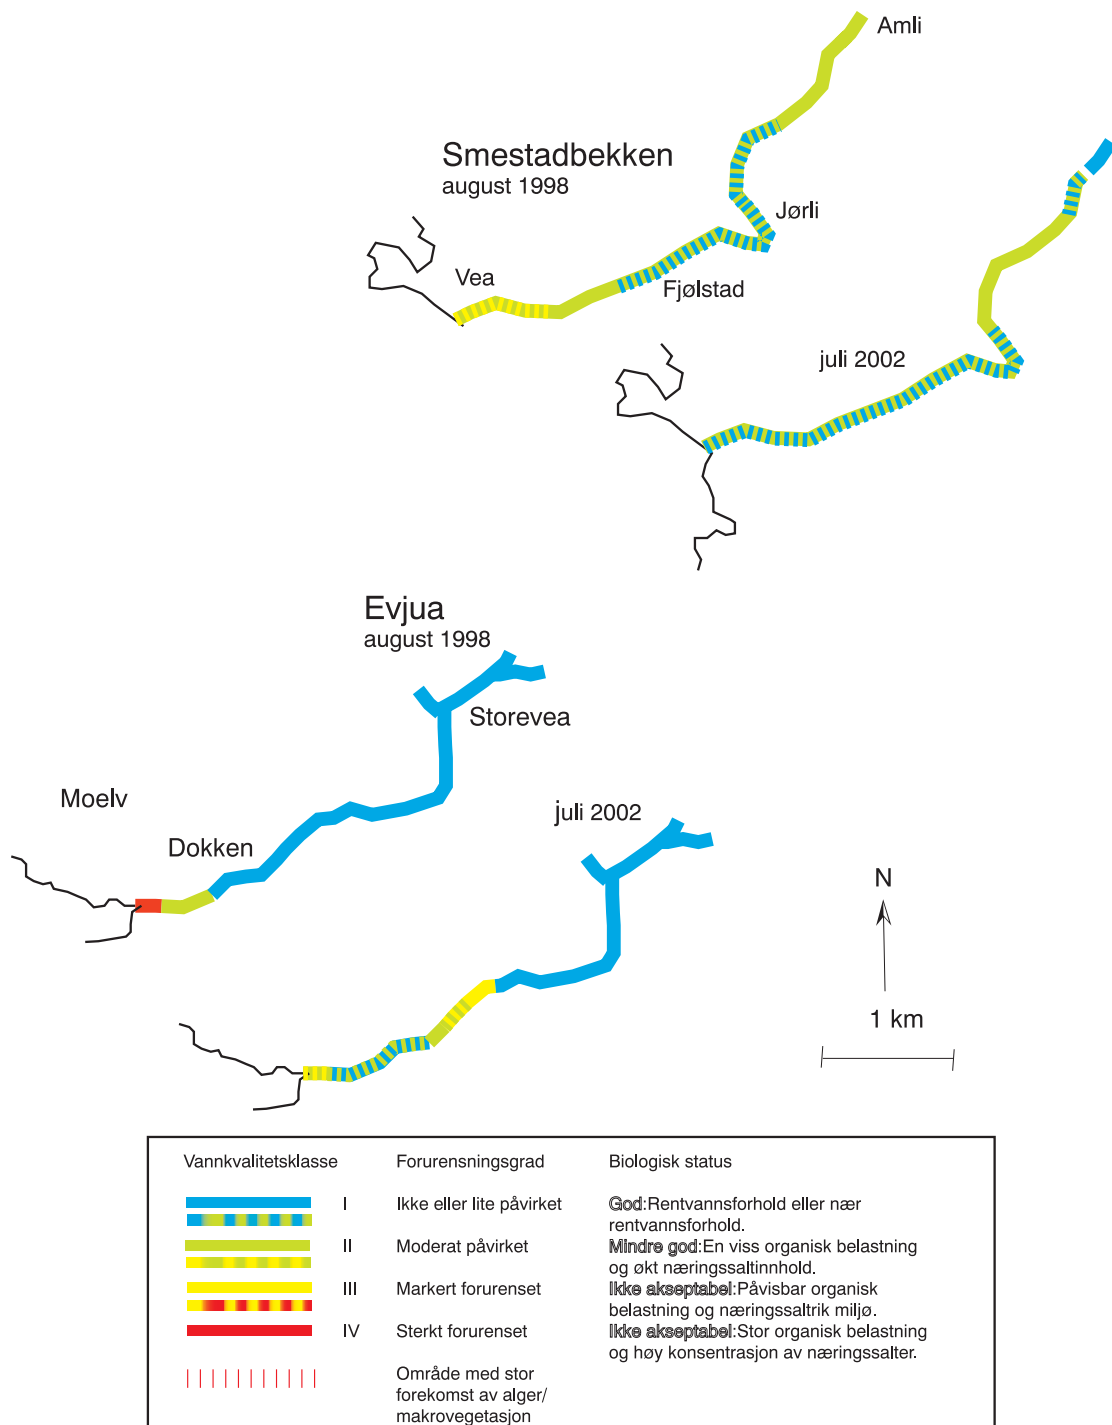 Amli
Smestadbekken
august 1998
Jørli
Vea
Fjølstad
juli 2002
Evjua
august 1998
Storevea
Moelv
juli 2002
Dokken
N
1 km
Vannkvalitetsklasse Forurensningsgrad Biologisk status
I Ikke eller lite påvirket God:Rentvannsforhold eller nær
rentvannsforhold.
II Moderat påvirket Mindre god:En viss organisk belastning
og økt næringssaltinnhold.
III Markert forurenset Ikke akseptabel:Påvisbar organisk
belastning og næringssaltrik miljø.
IV Sterkt forurenset Ikke akseptabel:Stor organisk belastning
og høy konsentrasjon av næringssalter.
Område med stor
forekomst av alger/
makrovegetasjon